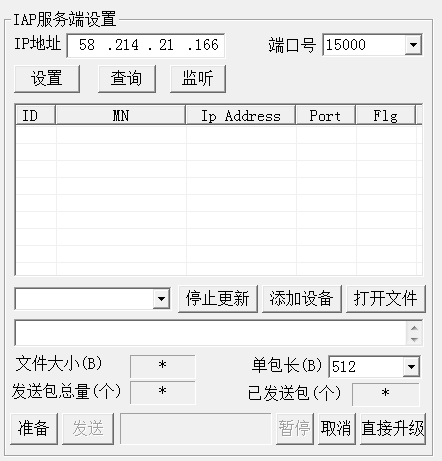 IAP服务端设置
IP地址 58 .214 .21 .166 端口号 15000
设置 查询 监听
ID MN Ip Address Port Flg
停止更新 添加设备 打开文件
文件大小(B) * 单包长(B) 512
发送包总量(个) * 已发送包(个) *
准备 发送 暂停 取消 直接升级